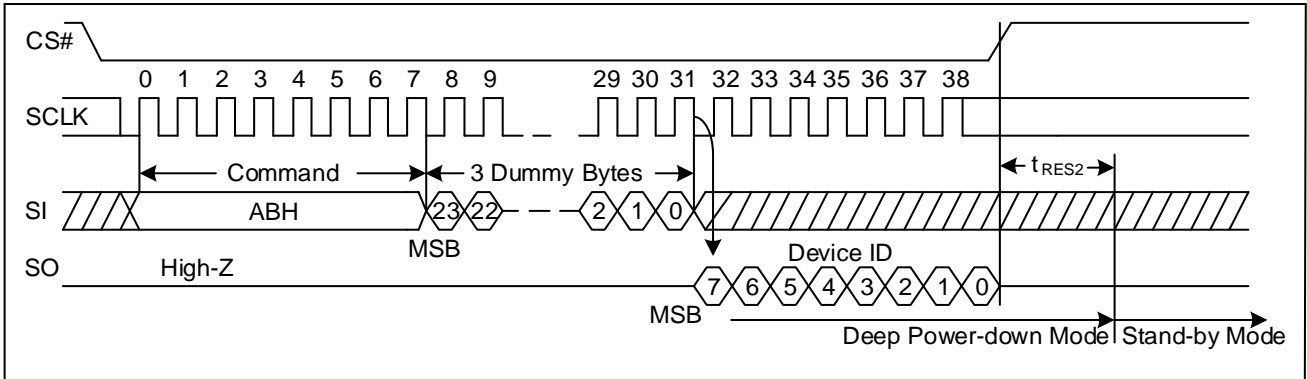 CS#
0 1 2 3 4 5 6 7 8 9 29 30 31 32 33 34 35 36 37 38
SCLK
Command 3 Dummy Bytes tRES2
SI ABH 23 22 2 1 0
MSB Device ID
SO High-Z
7 6 5 4 3 2 1 0
MSB
Deep Power-down Mode Stand-by Mode